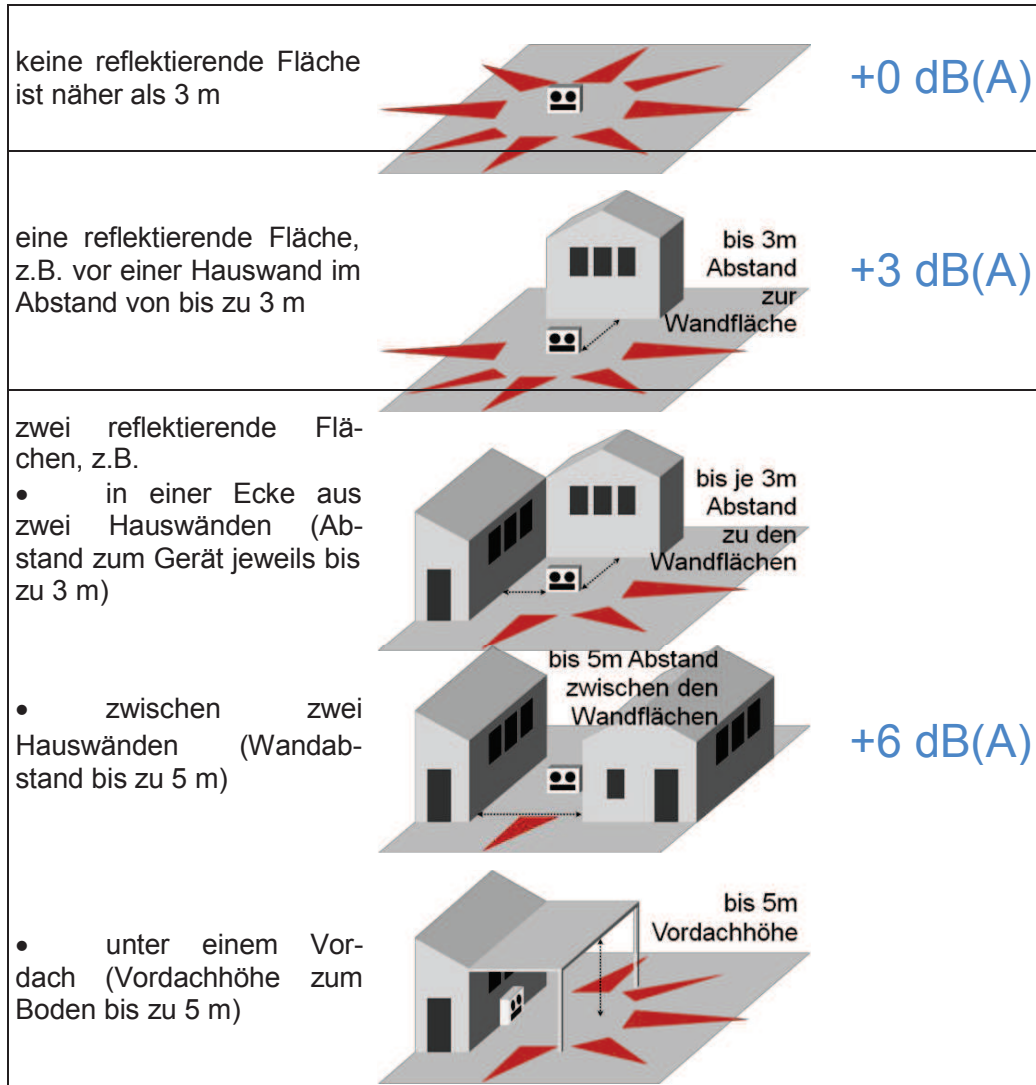 keine reflektierende Fläche
ist näher als 3 m
+0 dB(A)
eine reflektierende Fläche,
z.B. vor einer Hauswand im
Abstand von bis zu 3 m
bis 3m
Abstand
zur
Wandfläche
+3 dB(A)
zwei reflektierende Flä-
chen, z.B.
• in einer Ecke aus
zwei Hauswänden (Ab-
stand zum Gerät jeweils bis
zu 3 m)
bis je 3m
Abstand
zu den
Wandflächen
• zwischen zwei
Hauswänden (Wandab-
stand bis zu 5 m)
bis 5m Abstand
zwischen den
Wandflächen
+6 dB(A)
• unter einem Vor-
dach (Vordachhöhe zum
Boden bis zu 5 m)
bis 5m
Vordachhöhe